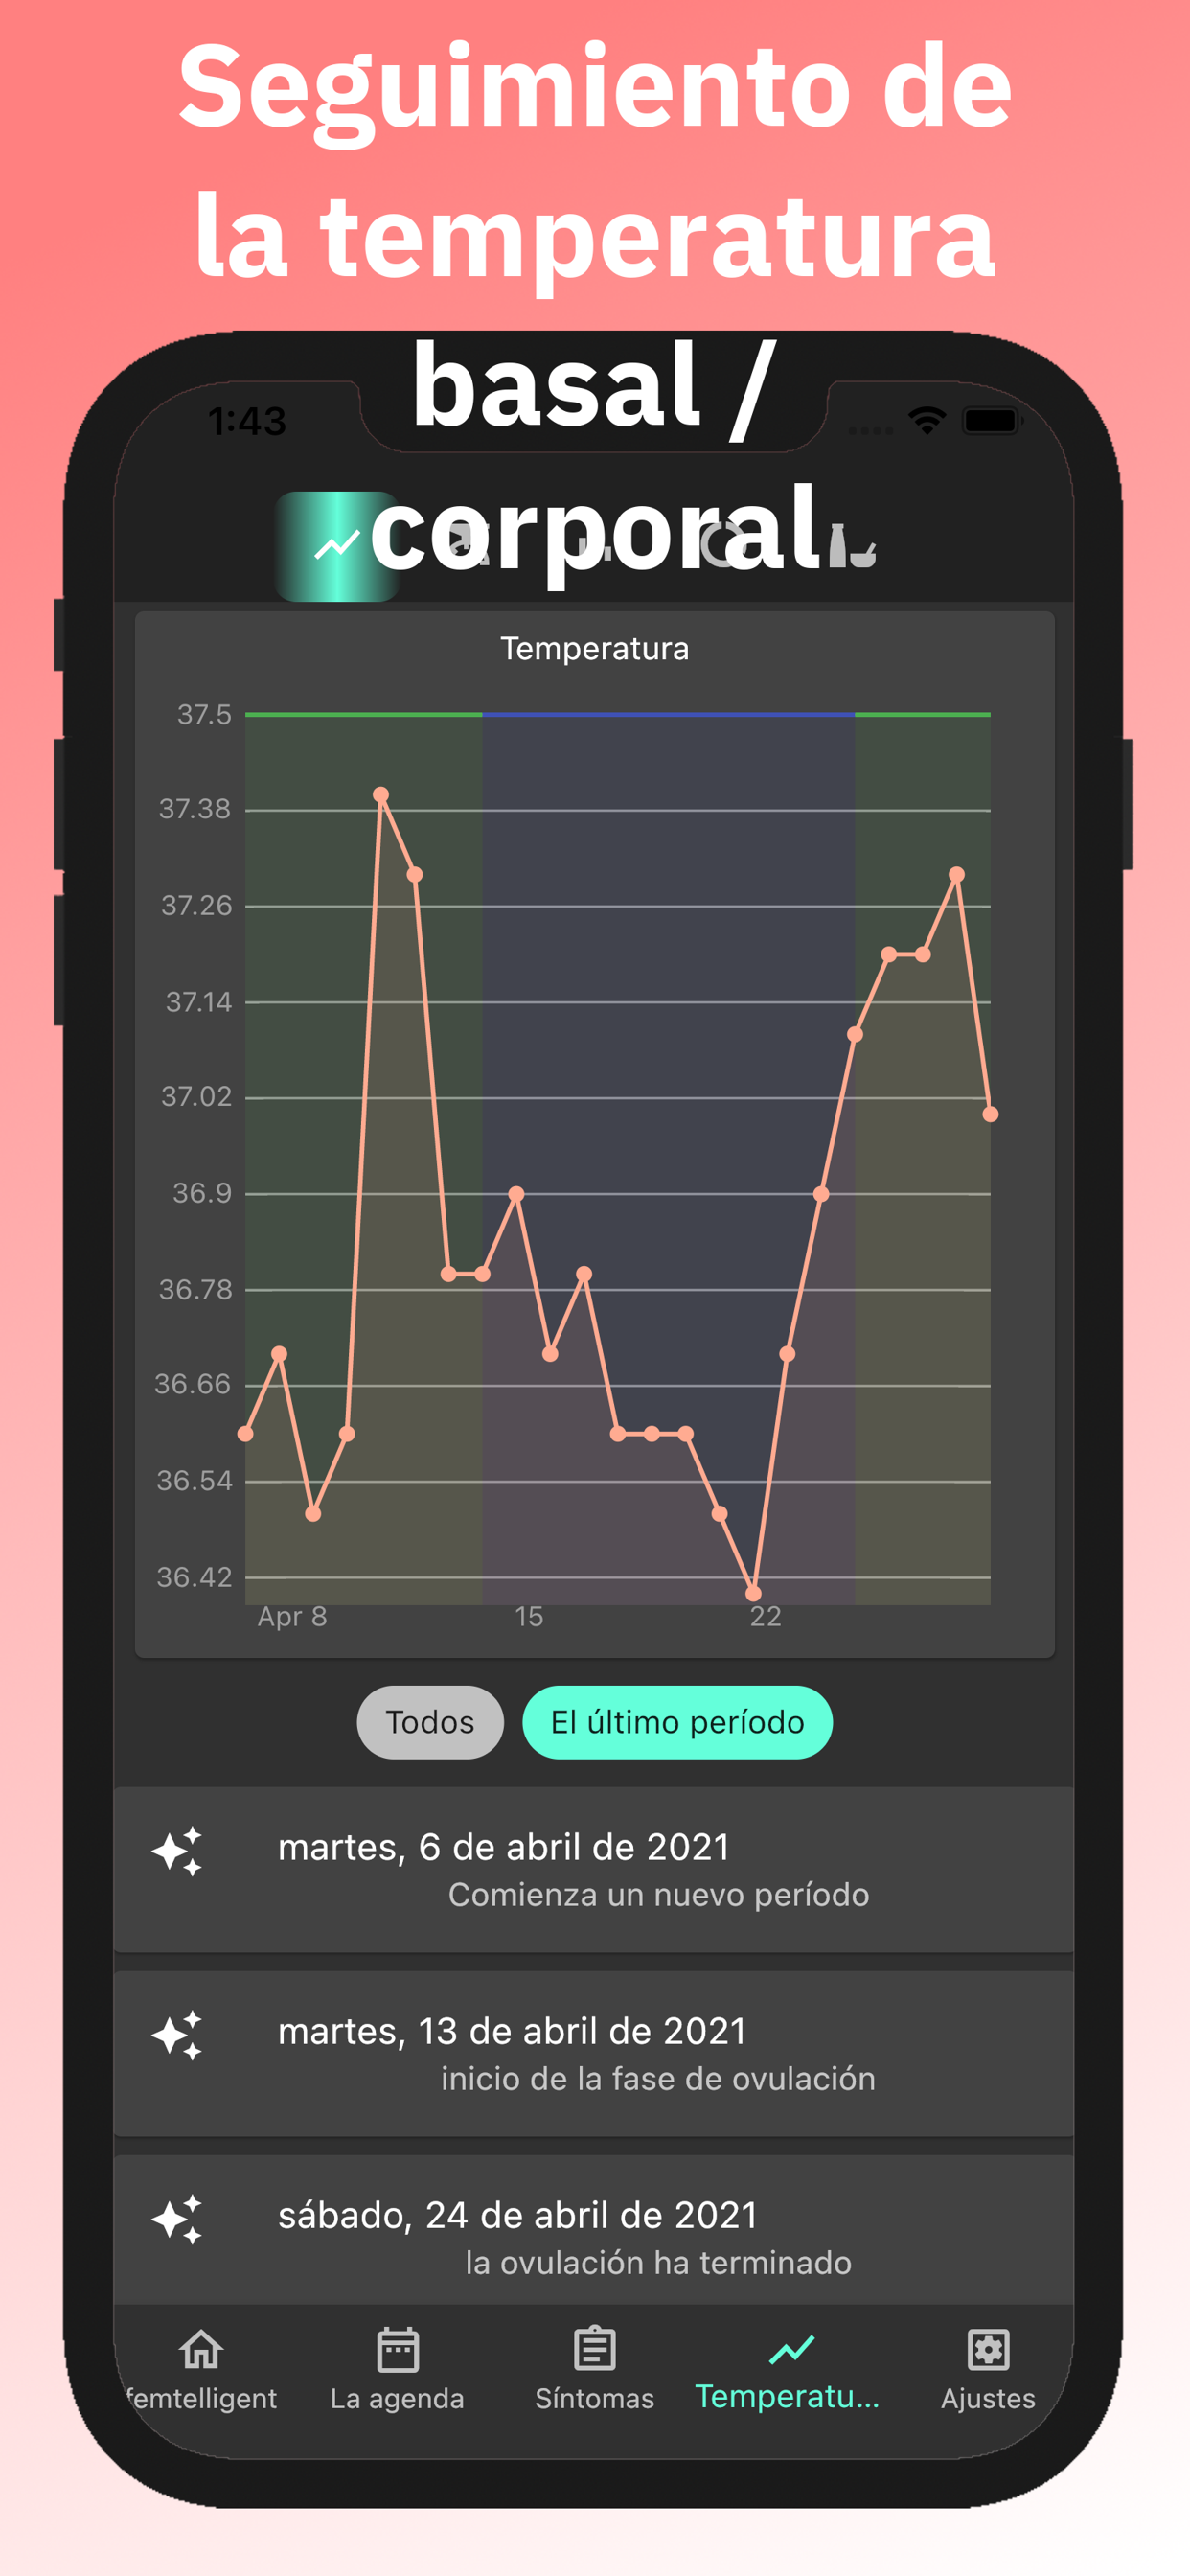 Seguimiento de
la temperatura
basal /
1:43
corporal
Temperatura
37.5
37.38
37.26
37.14
37.02
36.9
36.78
36.66
36.54
36.42
Apr 8 15 22
Todos El último período
martes, 6 de abril de 2021
Comienza un nuevo período
martes, 13 de abril de 2021
inicio de la fase de ovulación
sábado, 24 de abril de 2021
la ovulación ha terminado
femtelligent La agenda Síntomas Temperatu... Ajustes